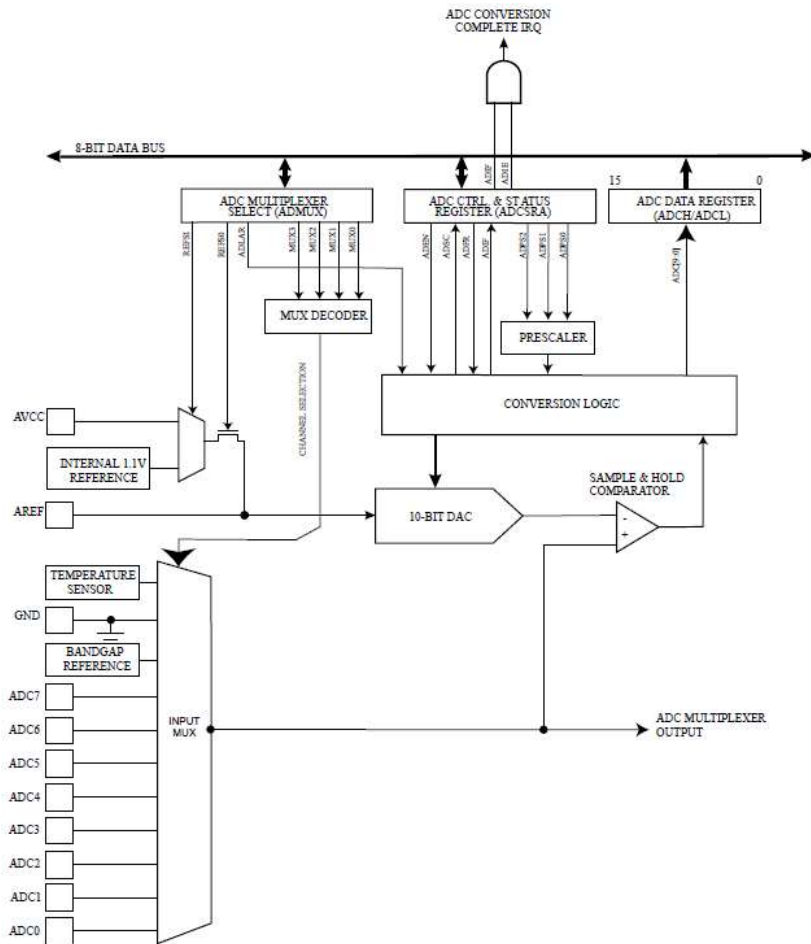 ADC CONVERSION
COMPLETE IRQ
8-BIT DATA BUS
ADIF
ADIE
15
0
ADC MULTIPLEXER
SELECT (ADMUX)
ADC CTRL & STATUS
REGISTER (ADCSRA)
ADC DATA REGISTER
(ADCH/ADCL)
REFS1
REFS0
ADLAR
MUX3
MUX2
MUX1
MUX0
ADEN
ADSC
ADFR
ADIF
ADPS2
ADPS1
ADPS0
ADC[9:0]
MUX DECODER
PRESCALER
CHANNEL SELECTION
CONVERSION LOGIC
AVCC
INTERNAL 1.1V
REFERENCE
SAMPLE & HOLD
COMPARATOR
AREF
10-BIT DAC
-
+
TEMPERATURE
SENSOR
GND
BANDGAP
REFERENCE
ADC7
ADC6
INPUT
MUX
ADC MULTIPLEXER
OUTPUT
ADC5
ADC4
ADC3
ADC2
ADC1
ADC0